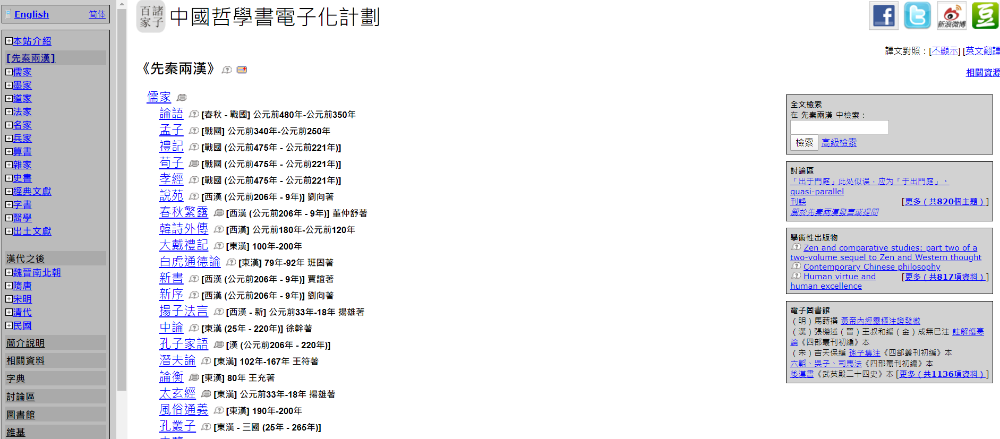 English 简体
本站介紹
[先秦兩漢]
儒家
墨家
道家
法家
名家
兵家
算書
雜家
史書
經典文獻
字書
醫學
出土文獻
漢代之後
魏晉南北朝
隋唐
宋明
清代
民國
簡介說明
相關資料
字典
討論區
圖書館
維基
諸子百家
中國哲學書電子化計劃
新浪微博
豆
譯文對照：[不顯示] [英文翻譯
《先秦兩漢》
相關資源
儒家
論語 [春秋 - 戰國] 公元前480年-公元前350年
孟子 [戰國] 公元前340年-公元前250年
禮記 [戰國 (公元前475年 - 公元前221年)]
荀子 [戰國 (公元前475年 - 公元前221年)]
孝經 [戰國 (公元前475年 - 公元前221年)]
說苑 [西漢 (公元前206年 - 9年)] 劉向著
春秋繁露 [西漢 (公元前206年 - 9年)] 董仲舒著
韓詩外傳 [西漢] 公元前180年-公元前120年
大戴禮記 [東漢] 100年-200年
白虎通德論 [東漢] 79年-92年 班固著
新書 [西漢 (公元前206年 - 9年)] 賈誼著
新序 [西漢 (公元前206年 - 9年)] 劉向著
揚子法言 [西漢 - 新] 公元前33年-18年 揚雄著
中論 [東漢 (25年 - 220年)] 徐幹著
孔子家語 [漢 (公元前206年 - 220年)]
潛夫論 [東漢] 102年-167年 王符著
論衡 [東漢] 80年 王充著
太玄經 [東漢] 公元前33年-18年 揚雄著
風俗通義 [東漢] 190年-200年
孔叢子 [東漢 - 三國 (25年 - 265年)]
全文檢索
在 先秦兩漢 中檢索：
檢索 高級檢索
討論區
「出于門庭」此处似误，应为「于出門庭」。
quasi-parallel
刊誤 [更多（共820個主題）]
關於先秦兩漢發言或提問
學術性出版物
Zen and comparative studies: part two of a
two-volume sequel to Zen and Western thought
Contemporary Chinese philosophy
Human virtue and [更多（共817項資料）]
human excellence
電子圖書館
（明）馬蒔撰 黃帝內經靈樞注證發微
（漢）張機述（晉）王叔和編（金）成無巳注 註解傷寒
論《四部叢刊初編》本
（宋）吉天保編 孫子集注《四部叢刊初編》本
六韜、吳子、司馬法《四部叢刊初編》本
後漢書《武英殿二十四史》本 [更多（共1136項資料）]